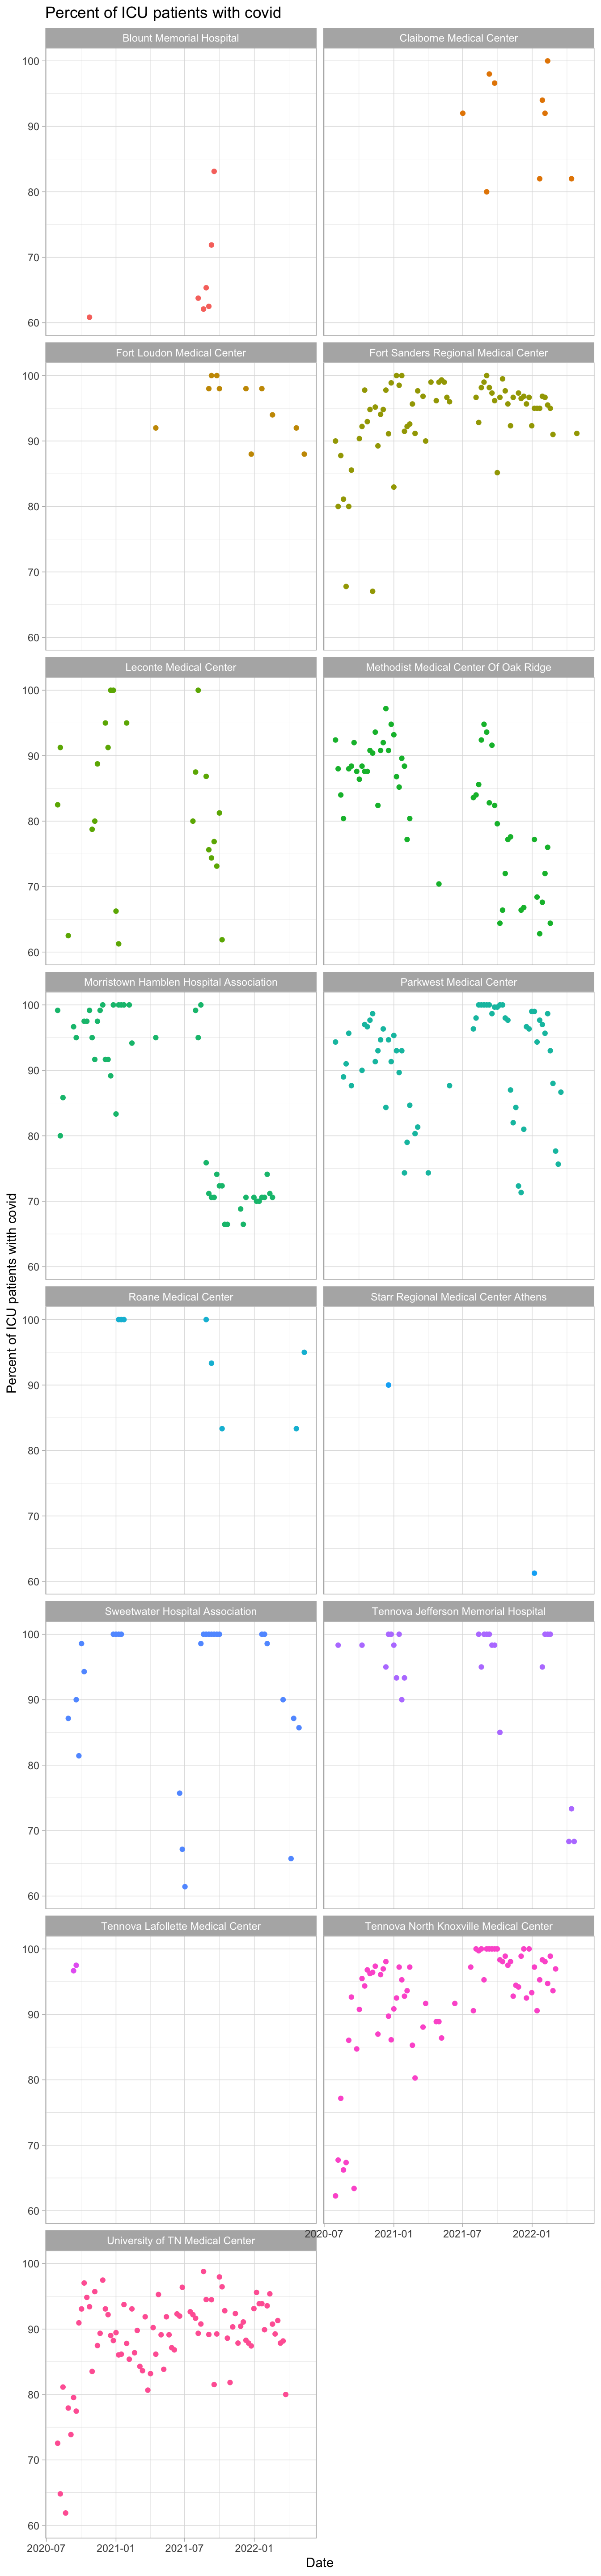 Percent of ICU patients with covid
Blount Memorial Hospital
Claiborne Medical Center
100
90
80
70
60
Fort Loudon Medical Center
Fort Sanders Regional Medical Center
100
90
80
70
60
Leconte Medical Center
Methodist Medical Center Of Oak Ridge
100
90
80
70
60
Morristown Hamblen Hospital Association
Parkwest Medical Center
100
90
80
70
60
Percent of ICU patients witth covid
Roane Medical Center
Starr Regional Medical Center Athens
100
90
80
70
60
Sweetwater Hospital Association
Tennova Jefferson Memorial Hospital
100
90
80
70
60
Tennova Lafollette Medical Center
Tennova North Knoxville Medical Center
100
90
80
70
60
2020-07 2021-01 2021-07 2022-01
University of TN Medical Center
100
90
80
70
60
2020-07 2021-01 2021-07 2022-01
Date